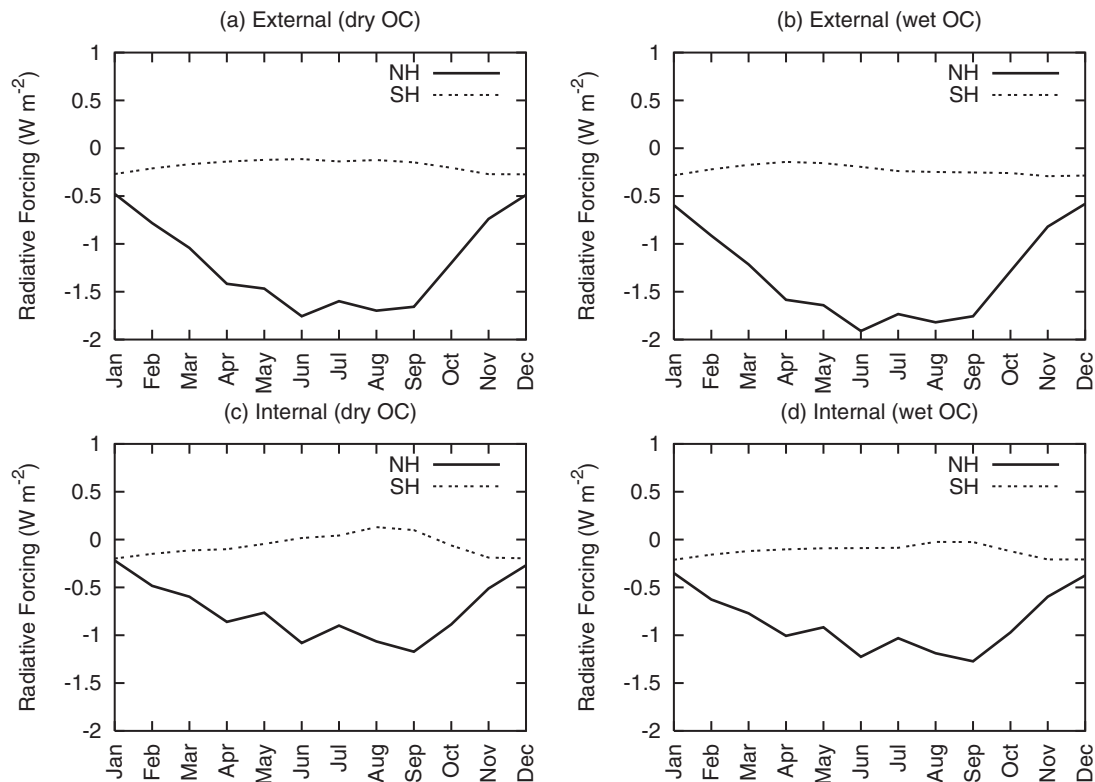 (a) External (dry OC)
Radiative Forcing (W m-2)
1
0.5
0
-0.5
-1
-1.5
-2
NH
SH
Jan
Feb
Mar
Apr
May
Jun
Jul
Aug
Sep
Oct
Nov
Dec
(b) External (wet OC)
Radiative Forcing (W m-2)
1
0.5
0
-0.5
-1
-1.5
-2
NH
SH
Jan
Feb
Mar
Apr
May
Jun
Jul
Aug
Sep
Oct
Nov
Dec
(c) Internal (dry OC)
Radiative Forcing (W m-2)
1
0.5
0
-0.5
-1
-1.5
-2
NH
SH
Jan
Feb
Mar
Apr
May
Jun
Jul
Aug
Sep
Oct
Nov
Dec
(d) Internal (wet OC)
Radiative Forcing (W m-2)
1
0.5
0
-0.5
-1
-1.5
-2
NH
SH
Jan
Feb
Mar
Apr
May
Jun
Jul
Aug
Sep
Oct
Nov
Dec